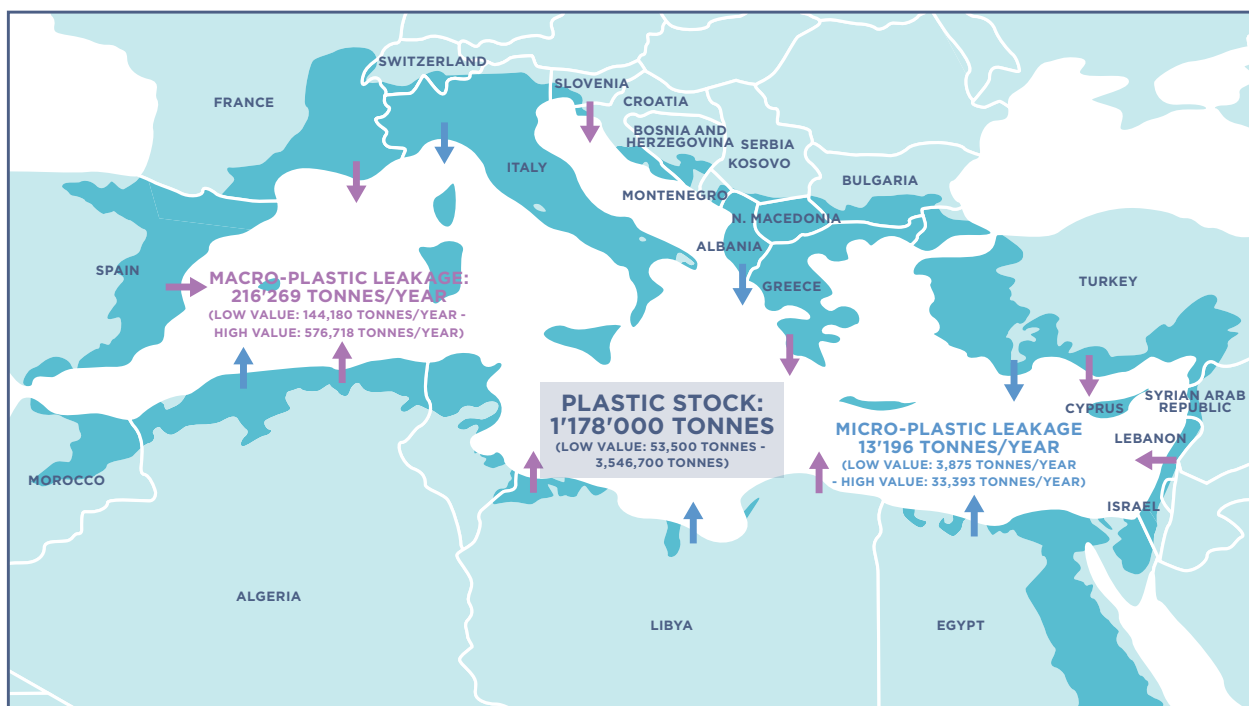 SWITZERLAND
SLOVENIA
FRANCE
CROATIA
BOSNIA AND
HERZEGOVINA
SERBIA
KOSOVO
ITALY
BULGARIA
MONTENEGRO
N. MACEDONIA
ALBANIA
SPAIN
GREECE
TURKEY
MACRO-PLASTIC LEAKAGE:
216'269 TONNES/YEAR
(LOW VALUE: 144,180 TONNES/YEAR -
HIGH VALUE: 576,718 TONNES/YEAR)
PLASTIC STOCK:
1'178'000 TONNES
(LOW VALUE: 53,500 TONNES -
3,546,700 TONNES)
CYPRUS
SYRIAN ARAB
REPUBLIC
MICRO-PLASTIC LEAKAGE
13'196 TONNES/YEAR
(LOW VALUE: 3,875 TONNES/YEAR
- HIGH VALUE: 33,393 TONNES/YEAR)
LEBANON
MOROCCO
ISRAEL
ALGERIA
LIBYA
EGYPT